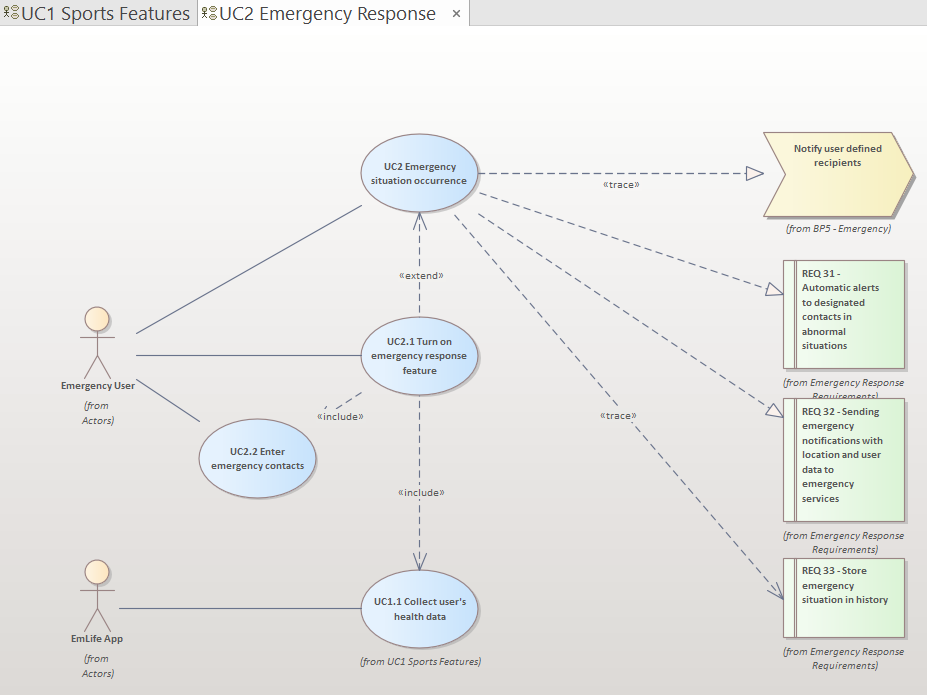 UC1 Sports Features
UC2 Emergency Response ×
UC2 Emergency
situation occurrence
«trace»
Notify user defined
recipients
(from BP5 - Emergency)
«extend»
REQ 31 -
Automatic alerts
to designated
contacts in
abnormal
situations
(from Emergency Response
Requirements)
UC2.1 Turn on
emergency response
feature
Emergency User
(from
Actors)
«include»
«trace»
REQ 32 - Sending
emergency
notifications with
location and user
data to
emergency
services
(from Emergency Response
Requirements)
UC2.2 Enter
emergency contacts
«include»
EmLife App
(from
Actors)
UC1.1 Collect user's
health data
(from UC1 Sports Features)
REQ 33 - Store
emergency
situation in history
(from Emergency Response
Requirements)